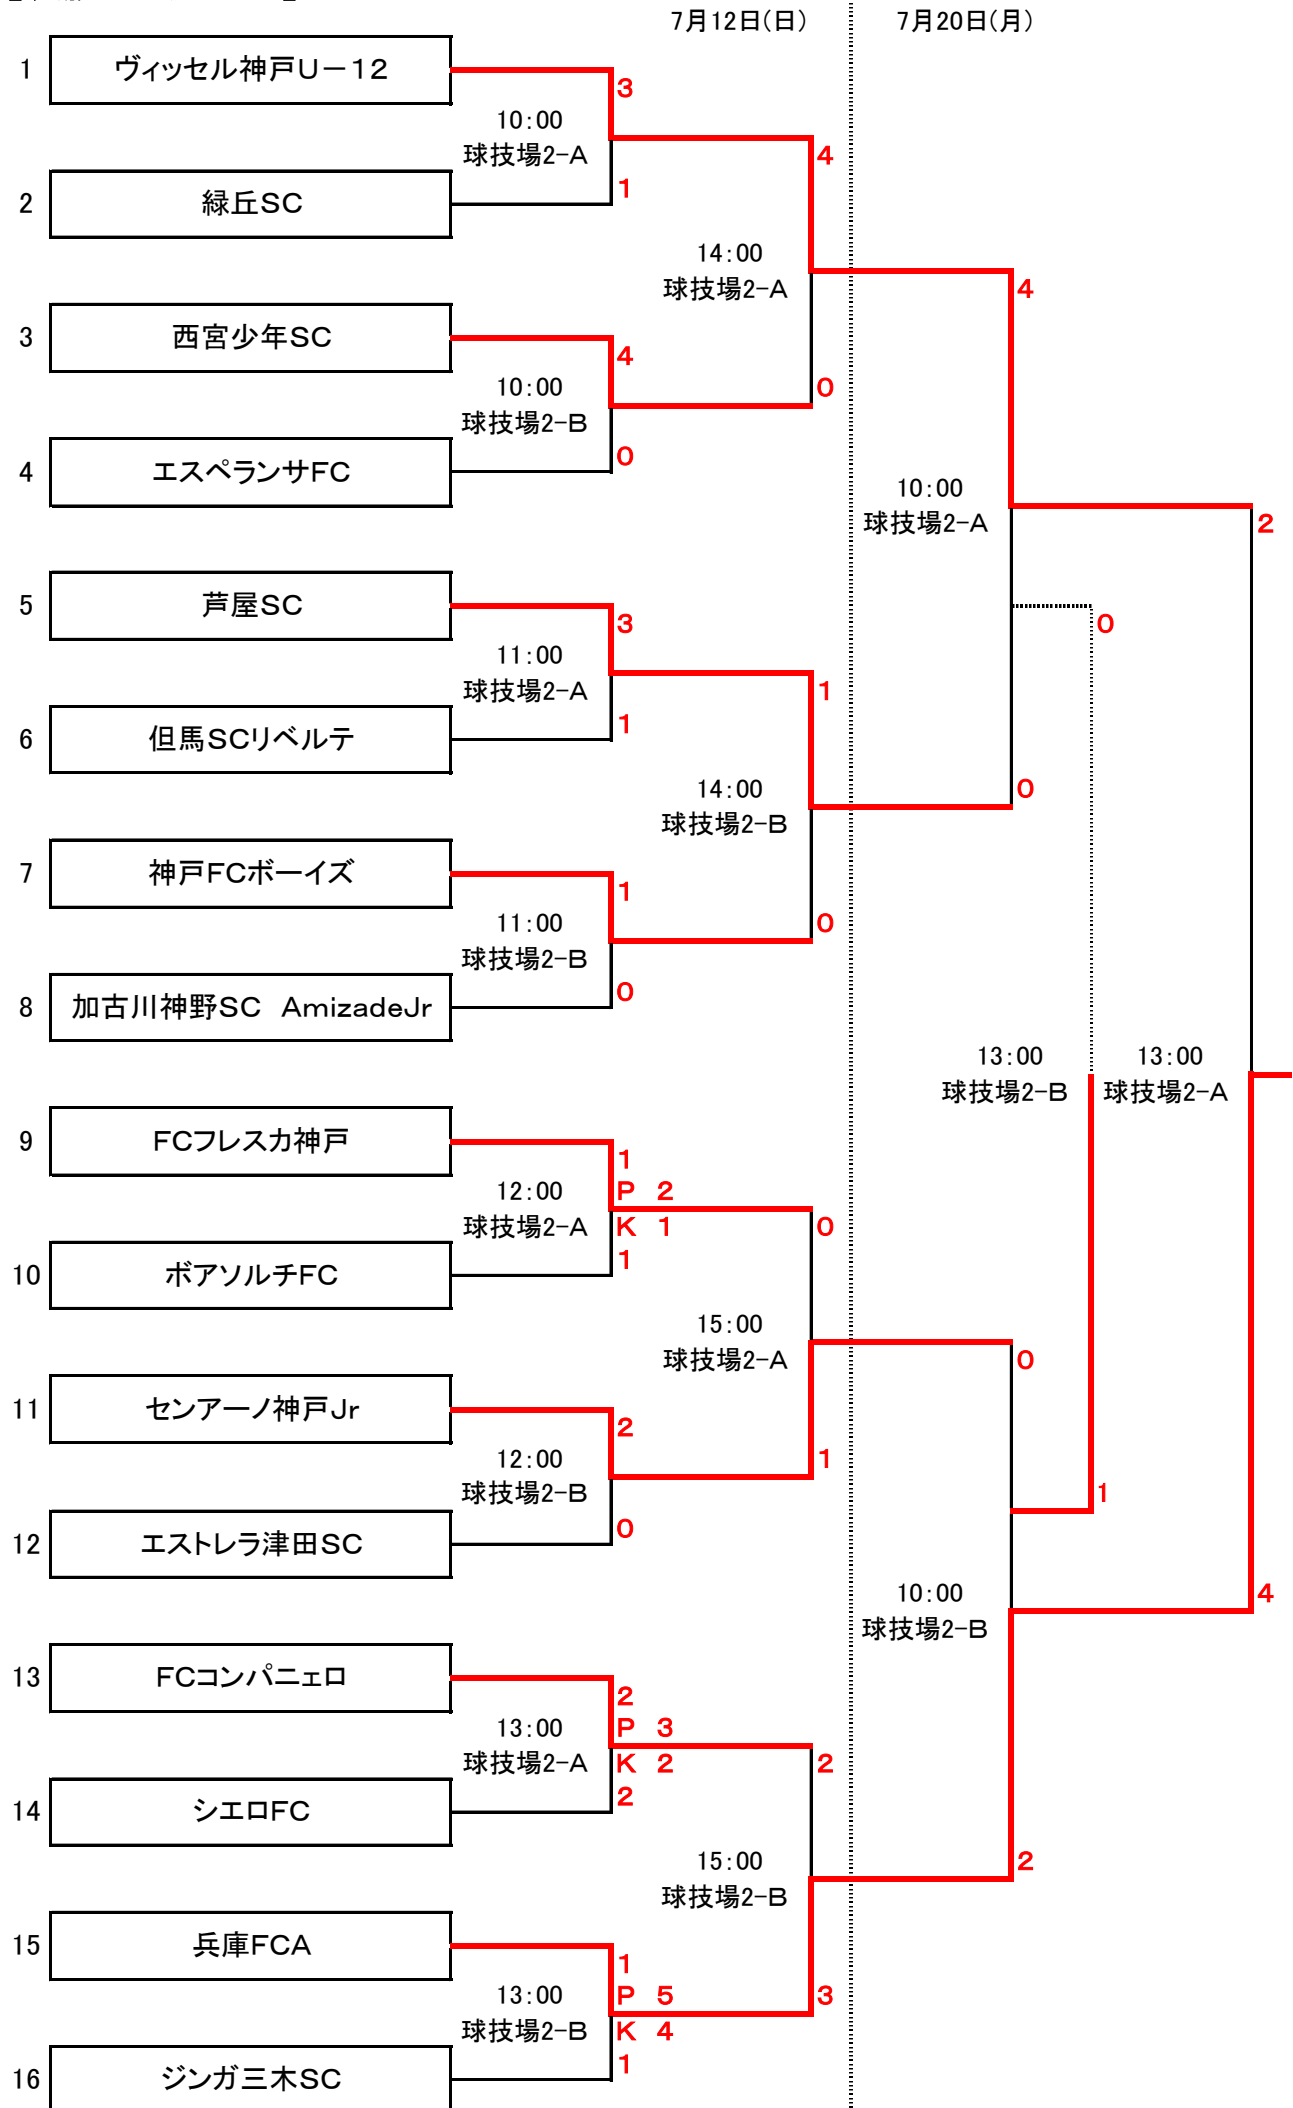 7月12日(日)
7月20日(月)
1
ヴィッセル神戸U－12
3
10:00
球技場2-A
4
1
2
緑丘SC
14:00
球技場2-A
4
3
西宮少年SC
4
10:00
球技場2-B
0
0
4
エスペランサFC
10:00
球技場2-A
2
5
芦屋SC
3
0
11:00
球技場2-A
1
1
6
但馬SCリベルテ
14:00
球技場2-B
0
7
神戸FCボーイズ
1
11:00
球技場2-B
0
0
8
加古川神野SC　AmizadeJr
13:00
球技場2-B
13:00
球技場2-A
9
FCフレスカ神戸
1
12:00
球技場2-A
P 2
K 1
0
1
10
ボアソルチFC
15:00
球技場2-A
0
11
センアーノ神戸Jr
2
12:00
球技場2-B
1
1
0
12
エストレラ津田SC
10:00
球技場2-B
4
13
FCコンパニェロ
2
13:00
球技場2-A
P 3
K 2
2
2
14
シエロFC
15:00
球技場2-B
2
15
兵庫FCA
1
13:00
球技場2-B
P 5
K 4
3
1
16
ジンガ三木SC